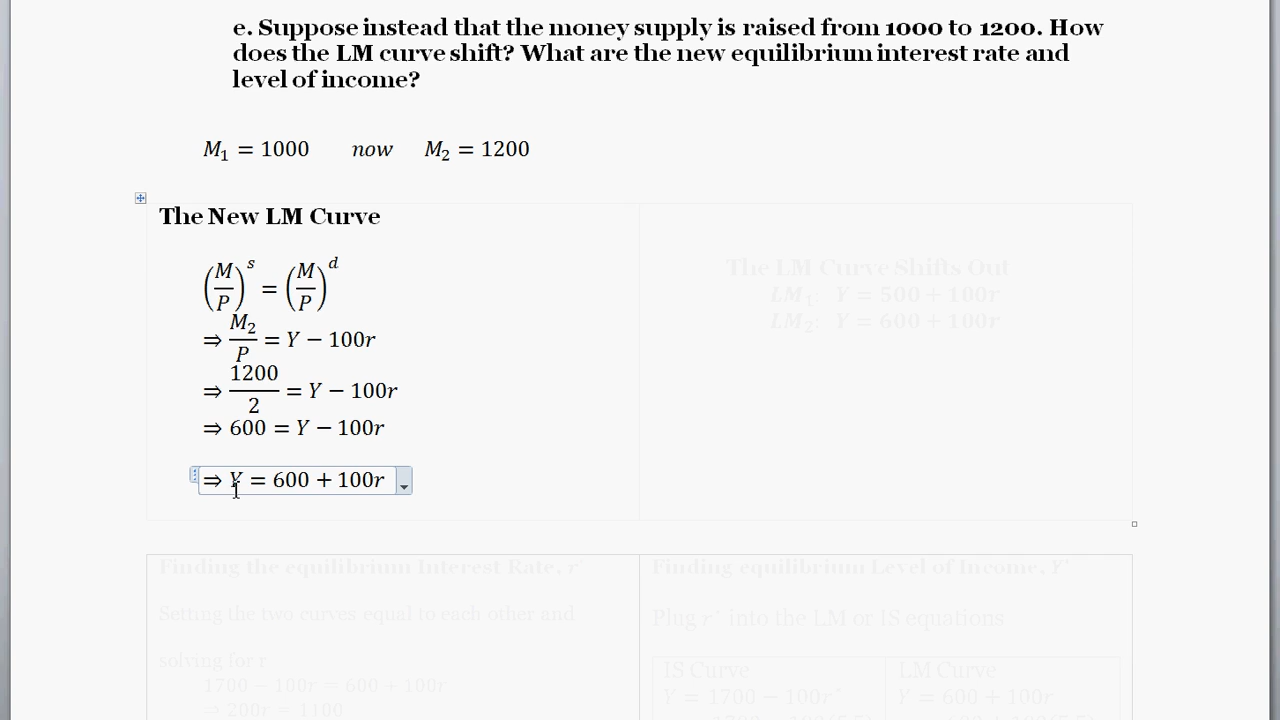 e. Suppose instead that the money supply is raised from 1000 to 1200. How
does the LM curve shift? What are the new equilibrium interest rate and
level of income?
M₁ = 1000 now M₂ = 1200
The New LM Curve
(M/P)ˢ = (M/P)ᵈ
⇒ M₂/P = Y − 100r
⇒ 1200/2 = Y − 100r
⇒ 600 = Y − 100r
⇒ Y = 600 + 100r
The LM Curve Shifts Out
LM₁: Y = 500 + 100r
LM₂: Y = 600 + 100r
Finding the equilibrium Interest Rate, r*
Setting the two curves equal to each other and
solving for r
1700 − 100r = 600 + 100r
⇒ 200r = 1100
Finding equilibrium Level of Income, Y*
Plug r* into the LM or IS equations
IS Curve
Y = 1700 − 100r*
LM Curve
Y = 600 + 100r